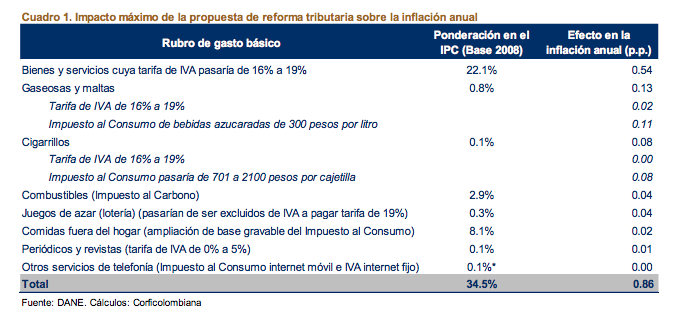 Cuadro 1. Impacto máximo de la propuesta de reforma tributaria sobre la inflación anual
Rubro de gasto básico Ponderación en el IPC (Base 2008) Efecto en la inflación anual (p.p.)
Bienes y servicios cuya tarifa de IVA pasaría de 16% a 19% 22.1% 0.54
Gaseosas y maltas 0.8% 0.13
Tarifa de IVA de 16% a 19% 0.02
Impuesto al Consumo de bebidas azucaradas de 300 pesos por litro 0.11
Cigarrillos 0.1% 0.08
Tarifa de IVA de 16% a 19% 0.00
Impuesto al Consumo pasaría de 701 a 2100 pesos por cajetilla 0.08
Combustibles (Impuesto al Carbono) 2.9% 0.04
Juegos de azar (lotería) (pasarían de ser excluidos de IVA a pagar tarifa de 19%) 0.3% 0.04
Comidas fuera del hogar (ampliación de base gravable del Impuesto al Consumo) 8.1% 0.02
Periódicos y revistas (tarifa de IVA de 0% a 5%) 0.1% 0.01
Otros servicios de telefonía (Impuesto al Consumo internet móvil e IVA internet fijo) 0.1%* 0.00
Total 34.5% 0.86
Fuente: DANE. Cálculos: Corficolombiana